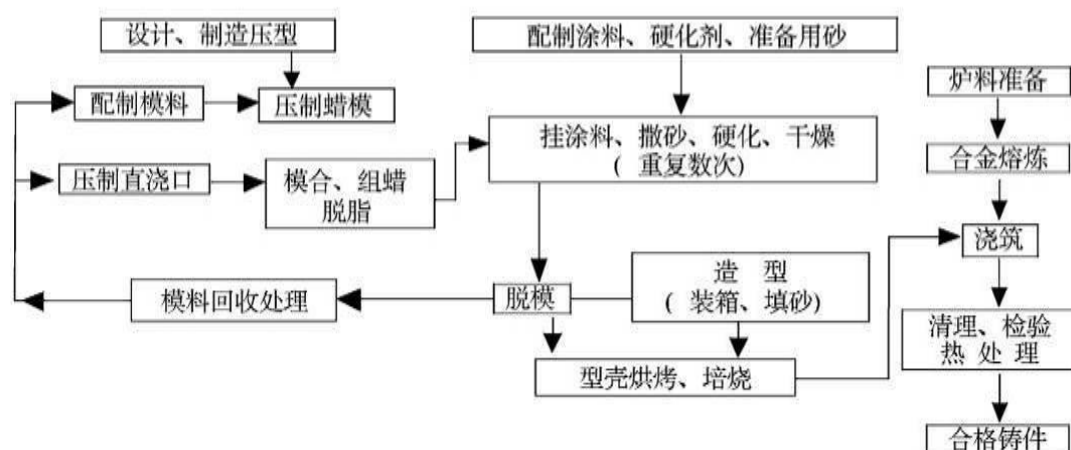 设计、制造压型
配制涂料、硬化剂、准备用砂
炉料准备
配制模料
压制蜡模
挂涂料、撒砂、硬化、干燥
( 重复数次)
合金熔炼
压制直浇口
模合、组蜡
脱脂
浇筑
造 型
( 装箱、填砂)
模料回收处理
脱模
清理、检验
热 处 理
型壳烘烤、培烧
合格铸件